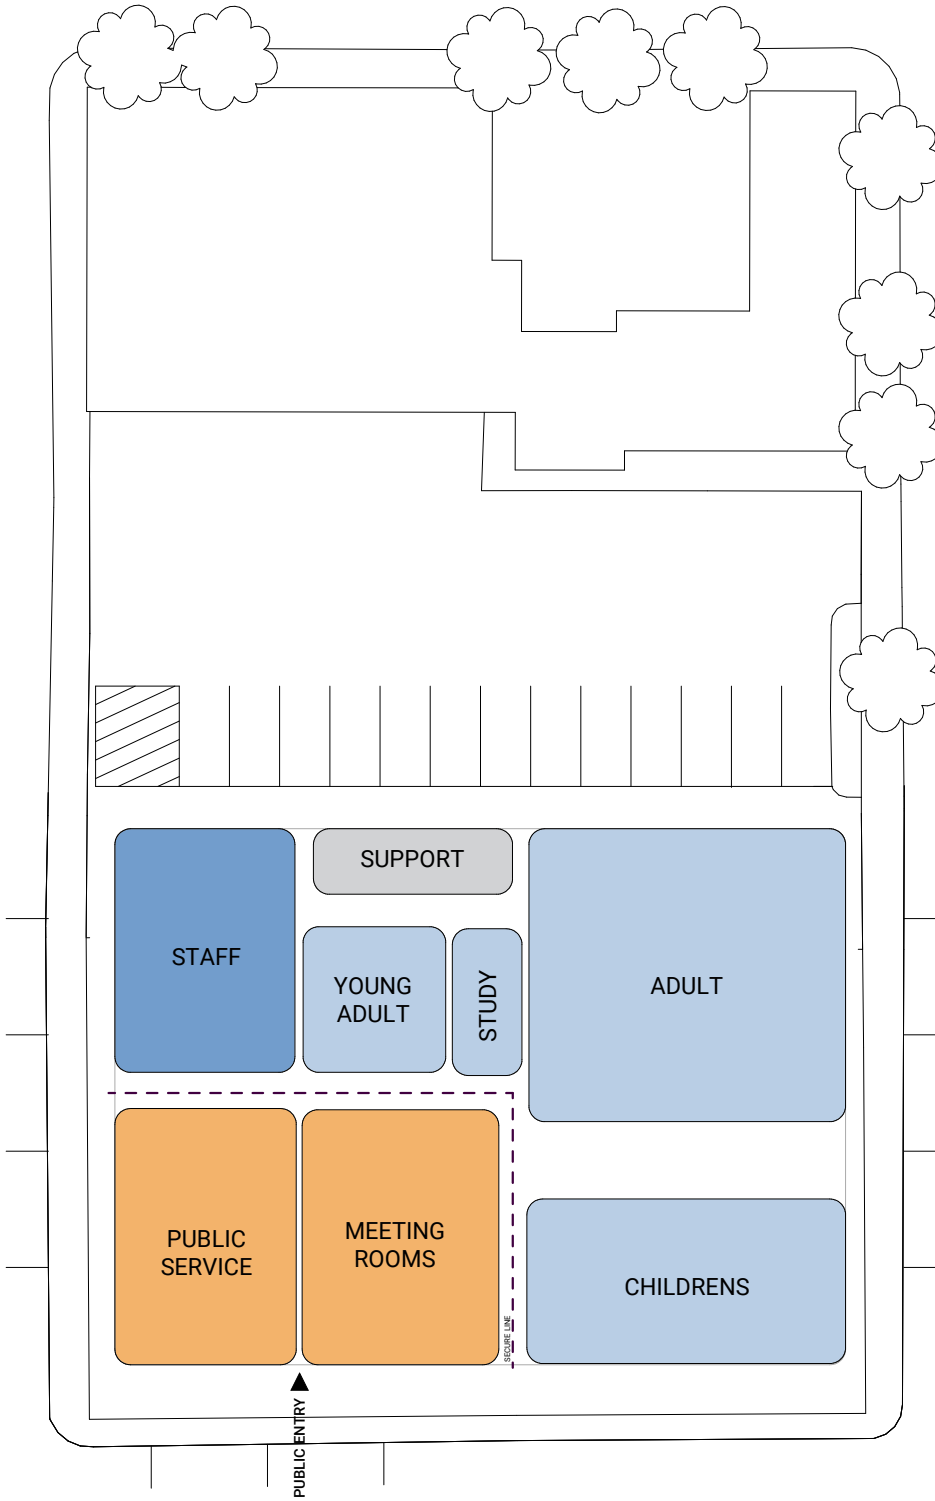 SUPPORT
STAFF
YOUNG
ADULT
STUDY
ADULT
PUBLIC
SERVICE
MEETING
ROOMS
CHILDRENS
SECURE LINE
PUBLIC ENTRY